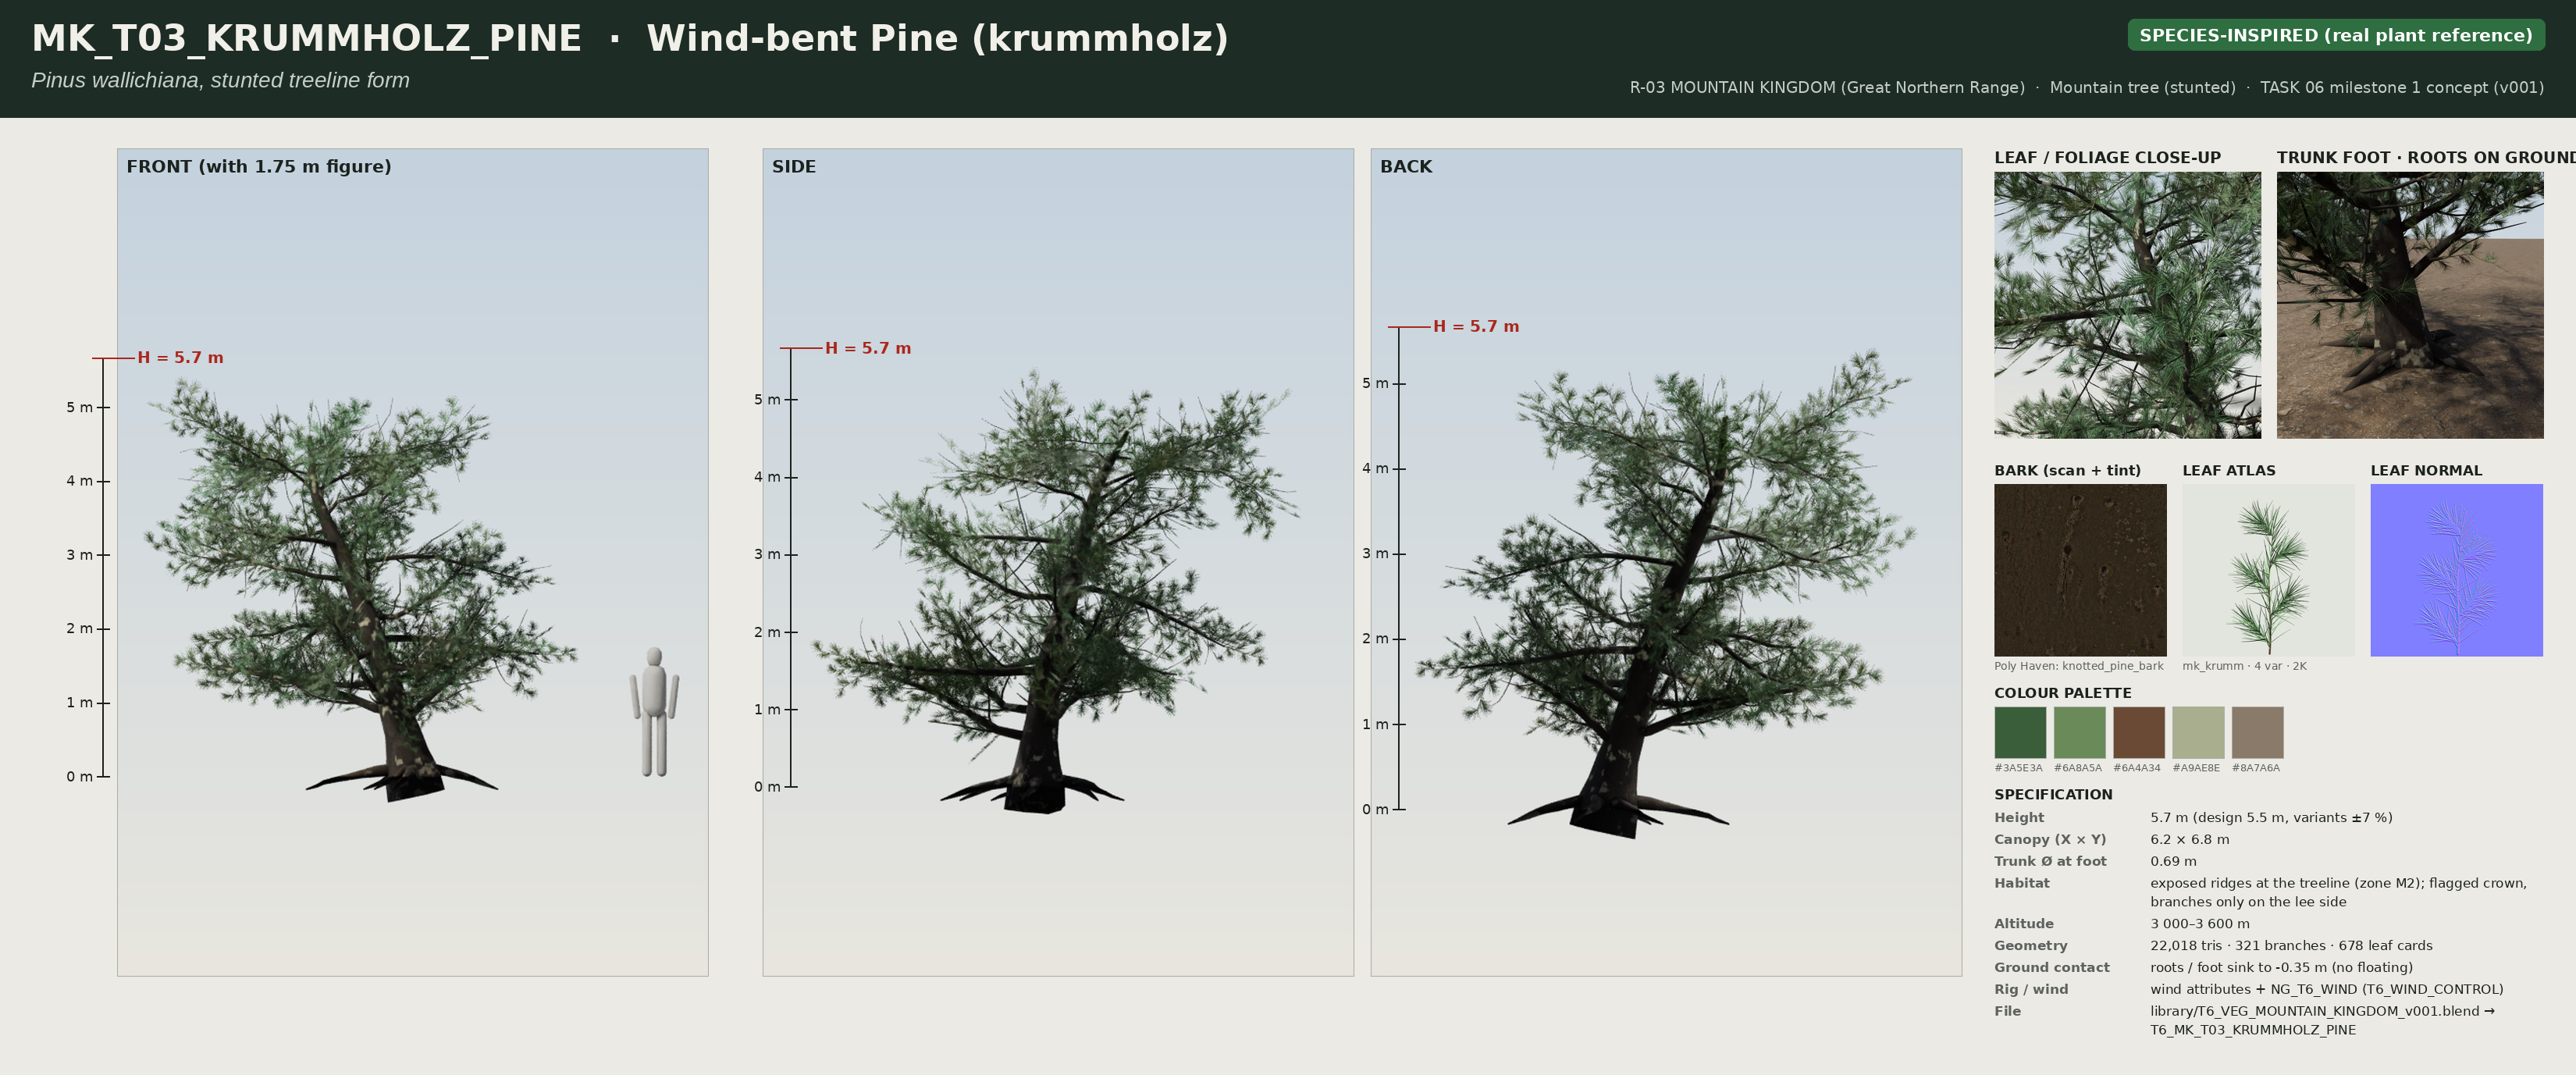 MK_T03_KRUMMHOLZ_PINE · Wind-bent Pine (krummholz)
SPECIES-INSPIRED (real plant reference)
Pinus wallichiana, stunted treeline form
R-03 MOUNTAIN KINGDOM (Great Northern Range) · Mountain tree (stunted) · TASK 06 milestone 1 concept (v001)
FRONT (with 1.75 m figure)
H = 5.7 m
5 m
4 m
3 m
2 m
1 m
0 m
SIDE
H = 5.7 m
5 m
4 m
3 m
2 m
1 m
0 m
BACK
H = 5.7 m
5 m
4 m
3 m
2 m
1 m
0 m
LEAF / FOLIAGE CLOSE-UP
TRUNK FOOT · ROOTS ON GROUND
BARK (scan + tint)
LEAF ATLAS
LEAF NORMAL
Poly Haven: knotted_pine_bark
mk_krumm · 4 var · 2K
COLOUR PALETTE
#3A5E3A #6A8A5A #6A4A34 #A9AE8E #8A7A6A
SPECIFICATION
Height 5.7 m (design 5.5 m, variants ±7 %)
Canopy (X × Y) 6.2 × 6.8 m
Trunk Ø at foot 0.69 m
Habitat exposed ridges at the treeline (zone M2); flagged crown,
branches only on the lee side
Altitude 3 000–3 600 m
Geometry 22,018 tris · 321 branches · 678 leaf cards
Ground contact roots / foot sink to -0.35 m (no floating)
Rig / wind wind attributes + NG_T6_WIND (T6_WIND_CONTROL)
File library/T6_VEG_MOUNTAIN_KINGDOM_v001.blend →
T6_MK_T03_KRUMMHOLZ_PINE